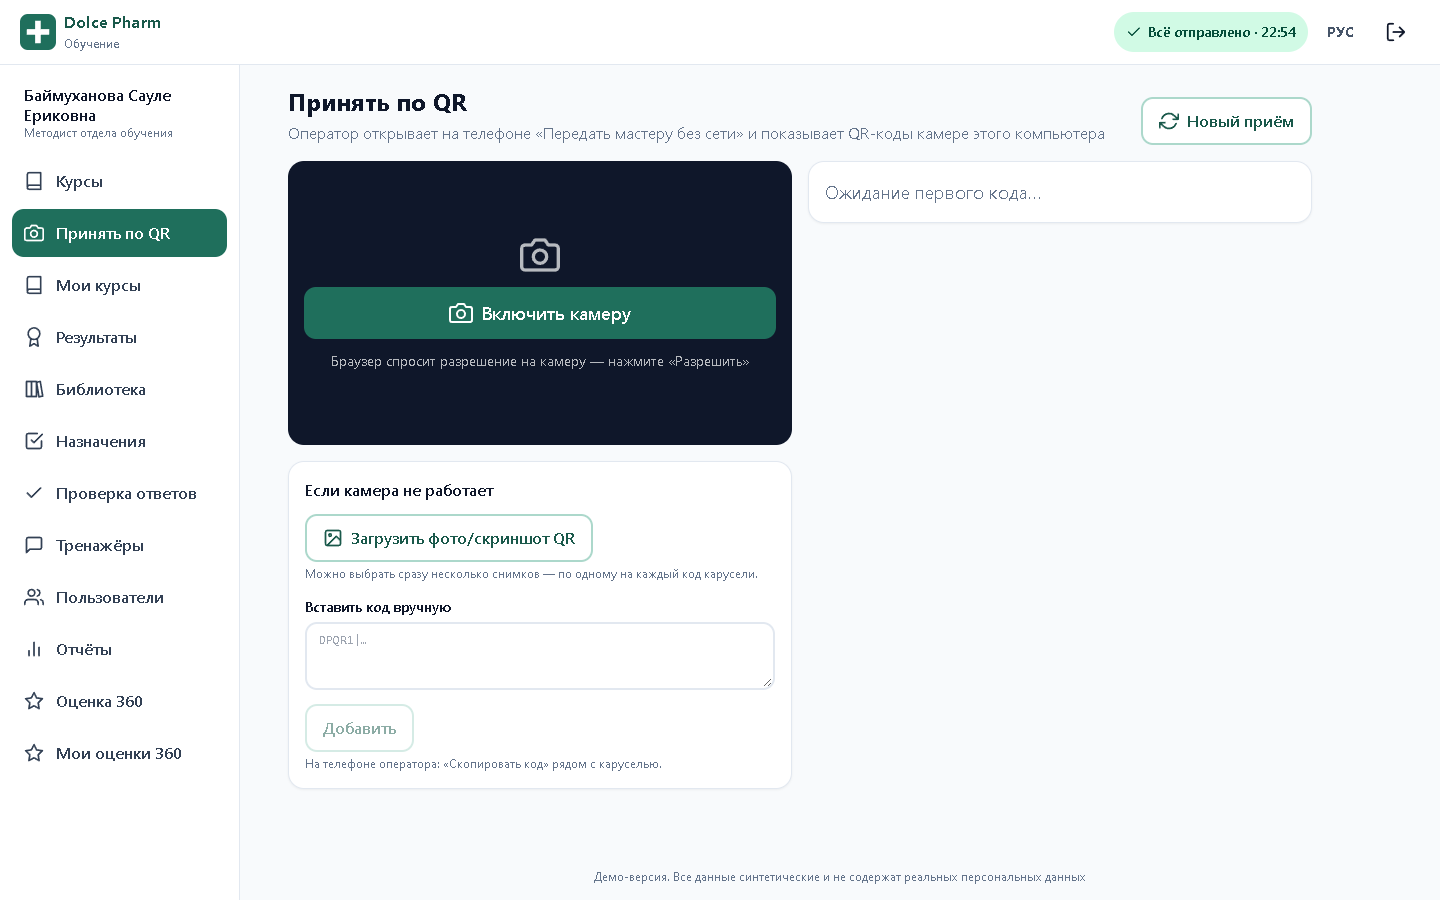 Dolce Pharm
Обучение
Всё отправлено · 22:54
РУС
Баймуханова Сауле
Ериковна
Методист отдела обучения
Курсы
Принять по QR
Мои курсы
Результаты
Библиотека
Назначения
Проверка ответов
Тренажёры
Пользователи
Отчёты
Оценка 360
Мои оценки 360
Принять по QR
Оператор открывает на телефоне «Передать мастеру без сети» и показывает QR-коды камере этого компьютера
Новый приём
Включить камеру
Браузер спросит разрешение на камеру — нажмите «Разрешить»
Ожидание первого кода…
Если камера не работает
Загрузить фото/скриншот QR
Можно выбрать сразу несколько снимков — по одному на каждый код карусели.
Вставить код вручную
DPQR1|…
Добавить
На телефоне оператора: «Скопировать код» рядом с каруселью.
Демо-версия. Все данные синтетические и не содержат реальных персональных данных